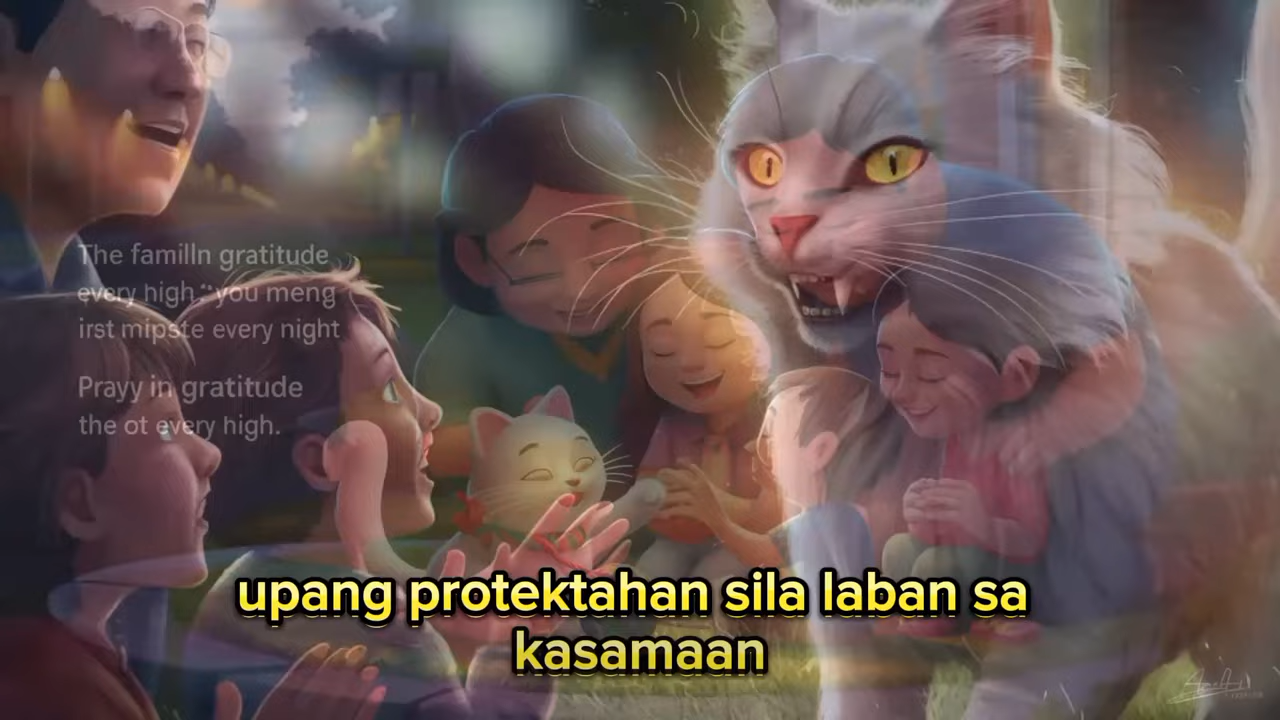 The familln gratitude
every high you meng
irst mipste every night
Prayy in gratitude
the ot every high.
upang protektahan sila laban sa
kasamaan